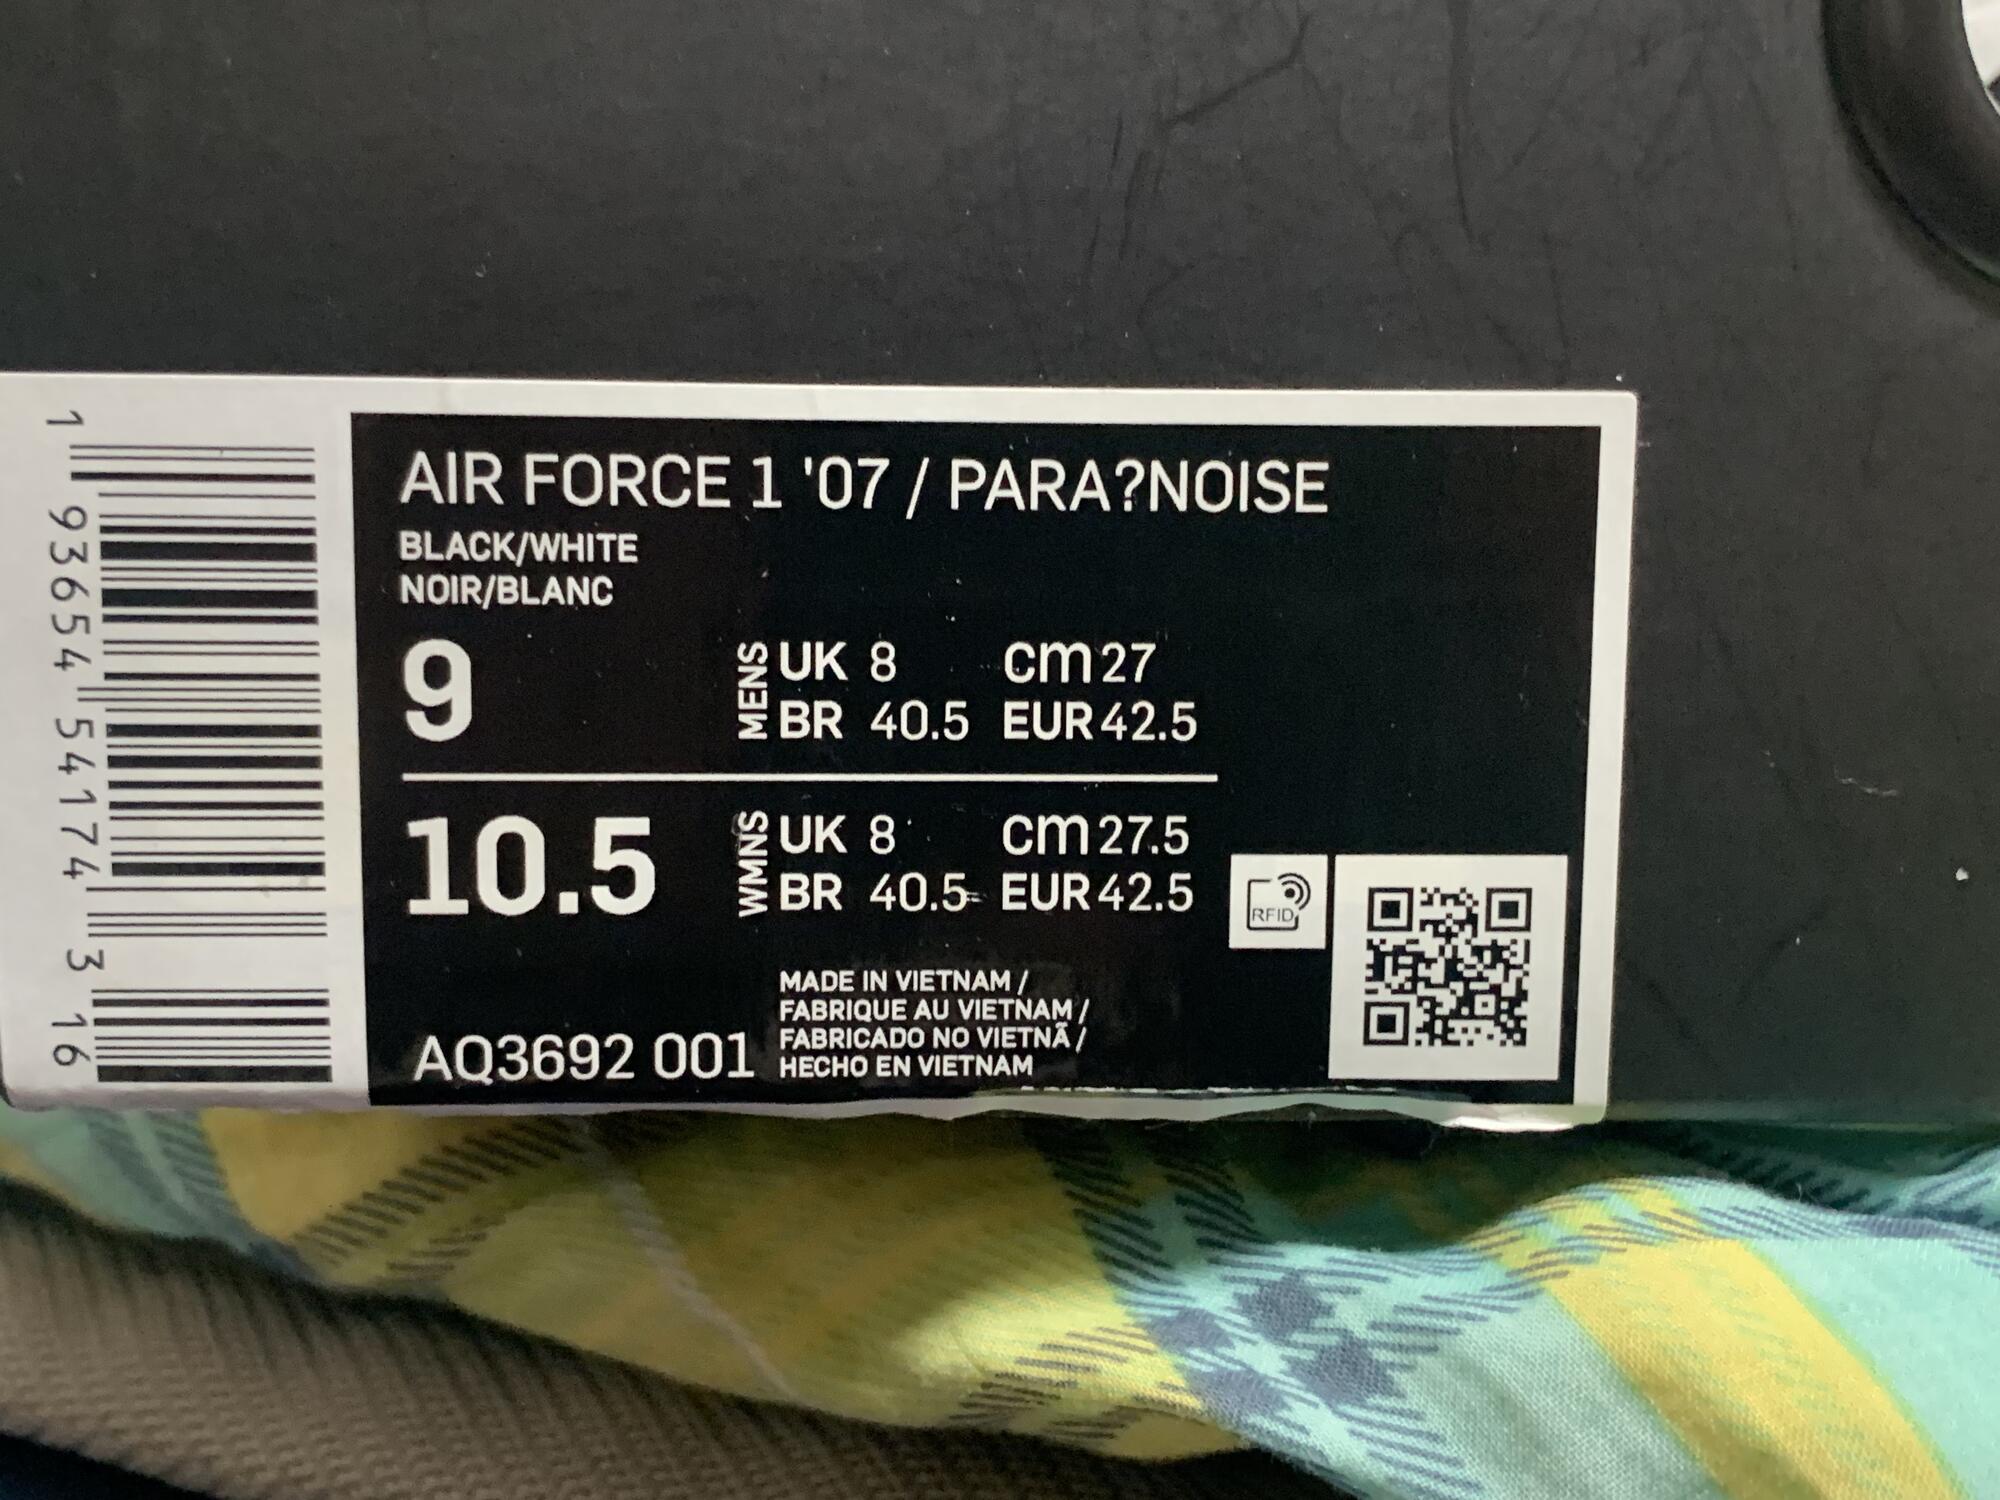 AIR FORCE 1 '07 / PARA?NOISE
BLACK/WHITE
NOIR/BLANC
9
MENS
UK 8 cm 27
BR 40.5 EUR 42.5
10.5
WMNS
UK 8 cm 27.5
BR 40.5 EUR 42.5
RFID
MADE IN VIETNAM /
FABRIQUE AU VIETNAM /
FABRICADO NO VIETNÃ /
HECHO EN VIETNAM
AQ3692 001
1 93654 54174 3 16